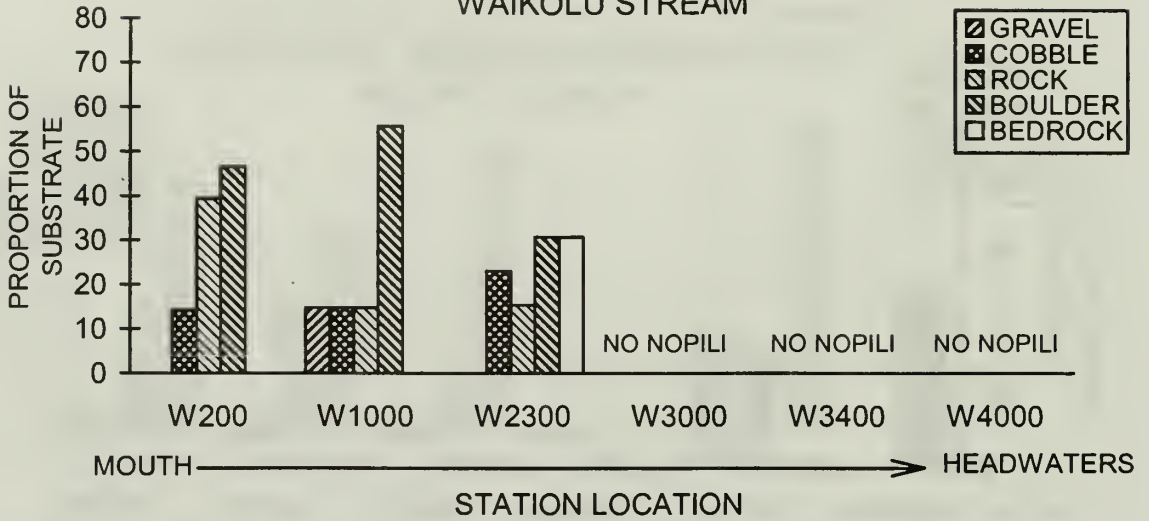 WAIKOLU STREAM
80
70
60
50
40
30
20
10
0
PROPORTION OF
SUBSTRATE
GRAVEL
COBBLE
ROCK
BOULDER
BEDROCK
NO NOPILI NO NOPILI NO NOPILI
W200 W1000 W2300 W3000 W3400 W4000
MOUTH HEADWATERS
STATION LOCATION